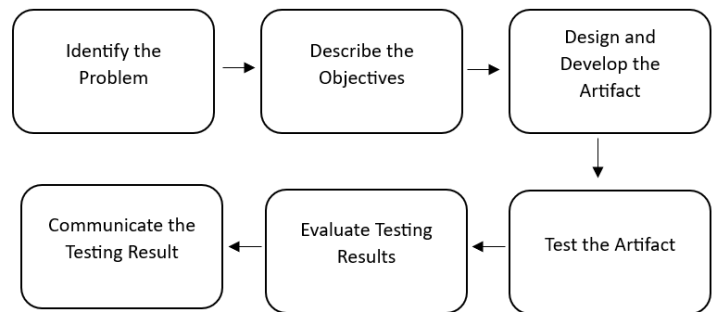 Identify the
Problem
Describe the
Objectives
Design and
Develop the
Artifact
Test the Artifact
Evaluate Testing
Results
Communicate the
Testing Result